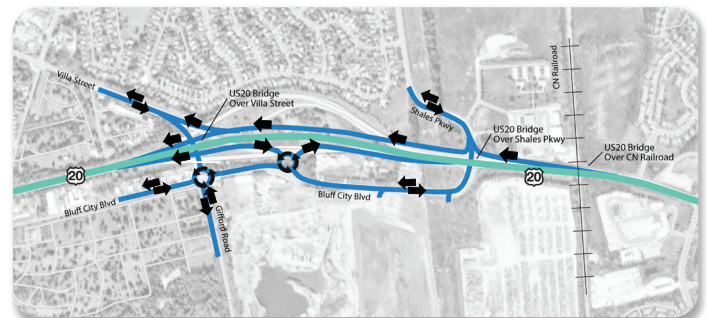 CN Railroad
Villa Street
US20 Bridge
Over Villa Street
Shales Pkwy
US20 Bridge
Over Shales Pkwy
US20 Bridge
Over CN Railroad
20
20
Bluff City Blvd
Bluff City Blvd
Gifford Road